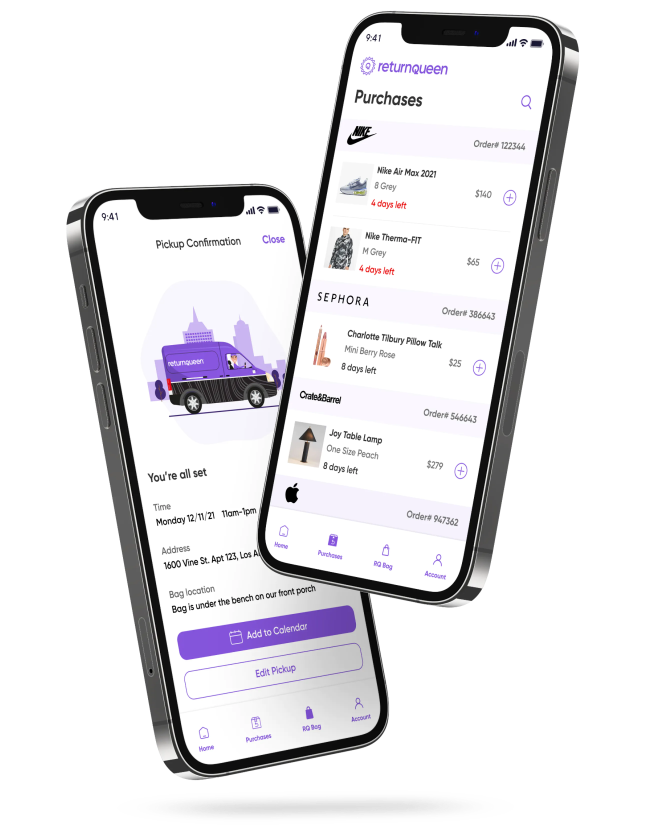 9:41
returnqueen
Purchases
NIKE
Order# 122344
Nike Air Max 2021
8 Grey
$140
4 days left
Nike Therma-FIT
M Grey
$65
4 days left
SEPHORA
Order# 386643
Charlotte Tilbury Pillow Talk
Mini Berry Rose
$25
8 days left
Crate&Barrel
Order# 546643
Joy Table Lamp
One Size Peach
$279
8 days left
Order# 947362
Home
Purchases
RQ Bag
Account
9:41
Pickup Confirmation
Close
returnqueen
You're all set
Time
Monday 12/11/21 11am-1pm
Address
1600 Vine St. Apt 123, Los
Bag location
Bag is under the bench on our front porch
Add to Calendar
Edit Pickup
Home
Purchases
RQ Bag
Account